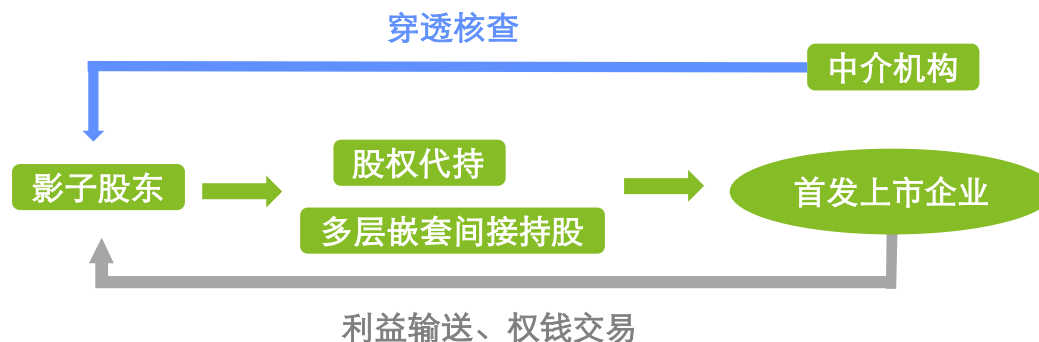 穿透核查
中介机构
影子股东
股权代持
多层嵌套间接持股
首发上市企业
利益输送、权钱交易